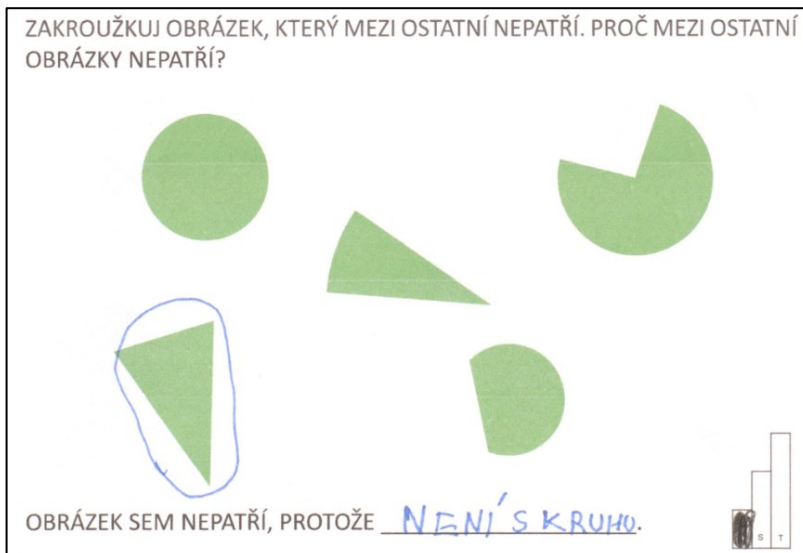 ZAKROUŽKUJ OBRÁZEK, KTERÝ MEZI OSTATNÍ NEPATŘÍ. PROČ MEZI OSTATNÍ
OBRÁZKY NEPATŘÍ?
OBRÁZEK SEM NEPATŘÍ, PROTOŽE NENÍ S KRUHU.
S T